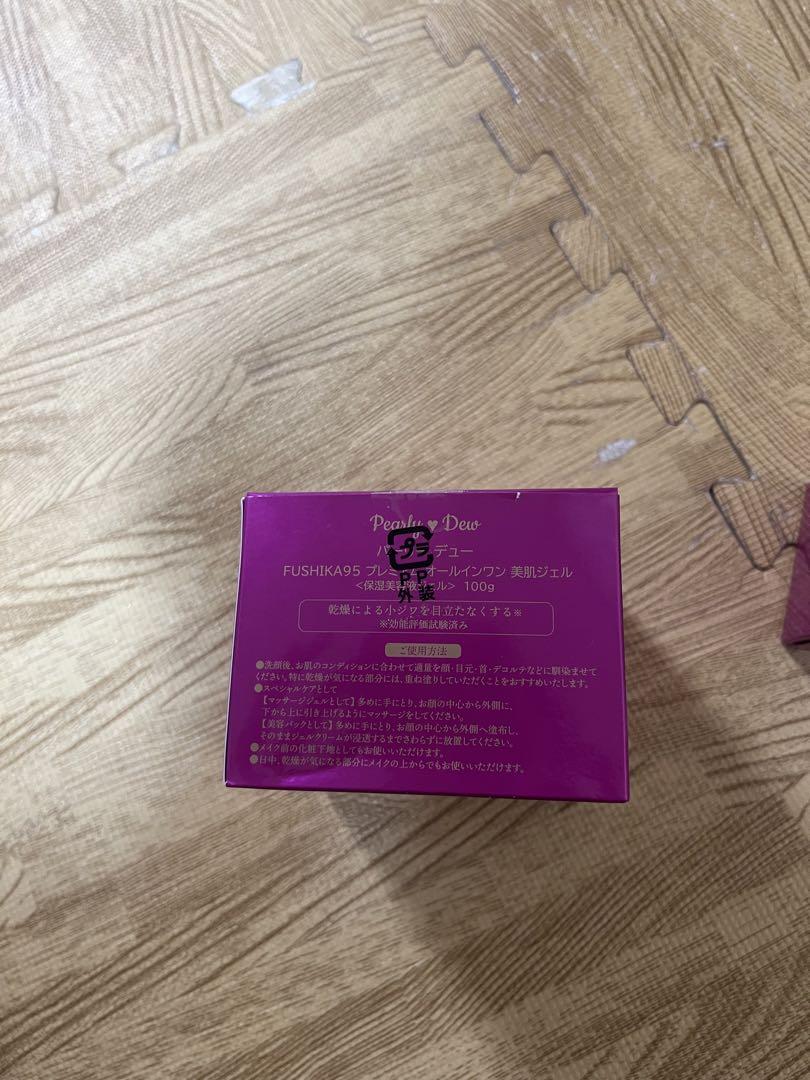 Pearly Dew
パー デュー
FUSHIKA95 プレミアム オールインワン 美肌ジェル
<保湿美容液ジェル> 100g
プラ
PP
外装
乾燥による小ジワを目立たなくする※
※効能評価試験済み
ご使用方法
●洗顔後、お肌のコンディションに合わせて適量を顔・目元・首・デコルテなどに馴染ませて
ください。特に乾燥が気になる部分には、重ね塗りしていただくことをおすすめいたします。
●スペシャルケアとして
【マッサージジェルとして】多めに手にとり、お顔の中心から外側に、
下から上に引き上げるようにマッサージをしてください。
【美容パックとして】多めに手にとり、お顔の中心から外側へ塗布し、
そのままジェルクリームが浸透するまでさわらずに放置してください。
●メイク前の化粧下地としてもお使いいただけます。
●日中、乾燥が気になる部分にメイクの上からでもお使いいただけます。